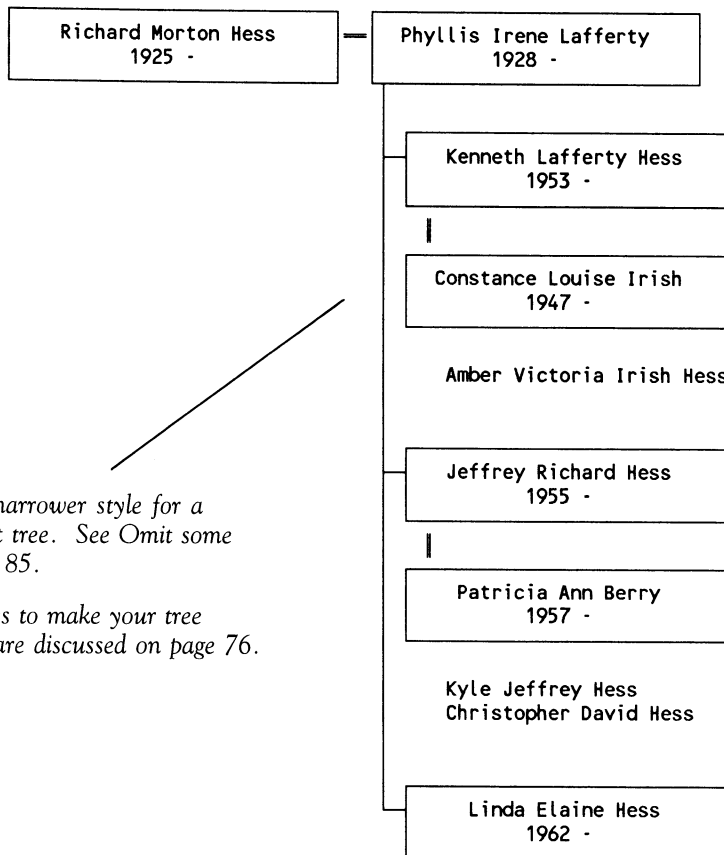 Richard Morton Hess
1925 -
Phyllis Irene Lafferty
1928 -
Kenneth Lafferty Hess
1953 -
Constance Louise Irish
1947 -
Amber Victoria Irish Hess
Jeffrey Richard Hess
1955 -
Patricia Ann Berry
1957 -
Kyle Jeffrey Hess
Christopher David Hess
Linda Elaine Hess
1962 -
narrower style for a
tree. See Omit some
85.
to make your tree
are discussed on page 76.